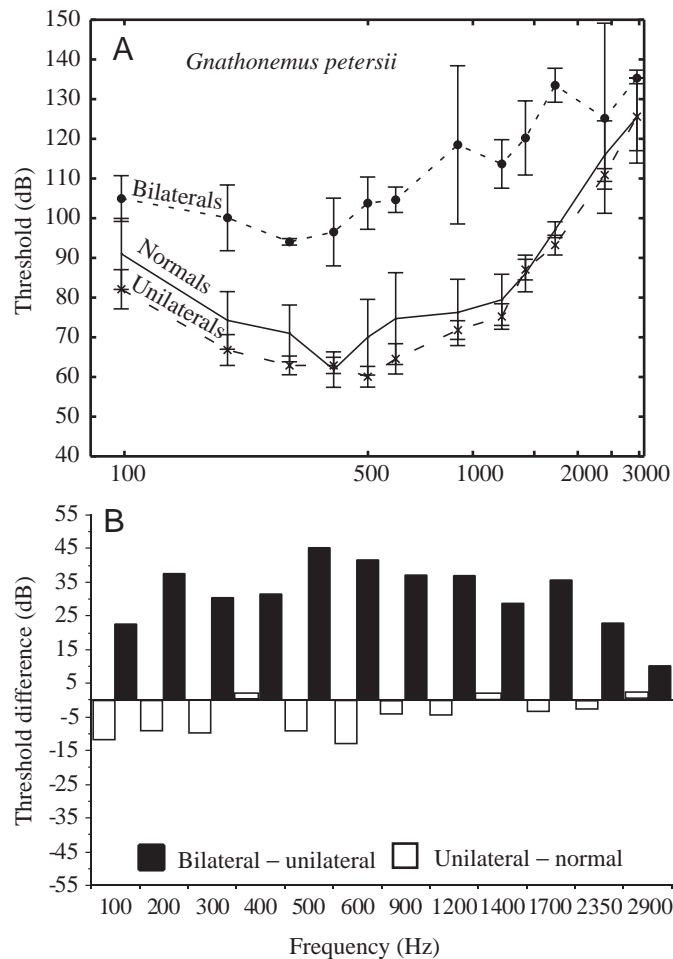 A
Gnathonemus petersii
Threshold (dB)
150
140
130
120
110
100
90
80
70
60
50
40
Bilaterals
Normals
Unilaterals
100 500 1000 2000 3000
B
Threshold difference (dB)
55
45
35
25
15
5
-5
-15
-25
-35
-45
-55
Bilateral – unilateral Unilateral – normal
100 200 300 400 500 600 900 1200 1400 1700 2350 2900
Frequency (Hz)